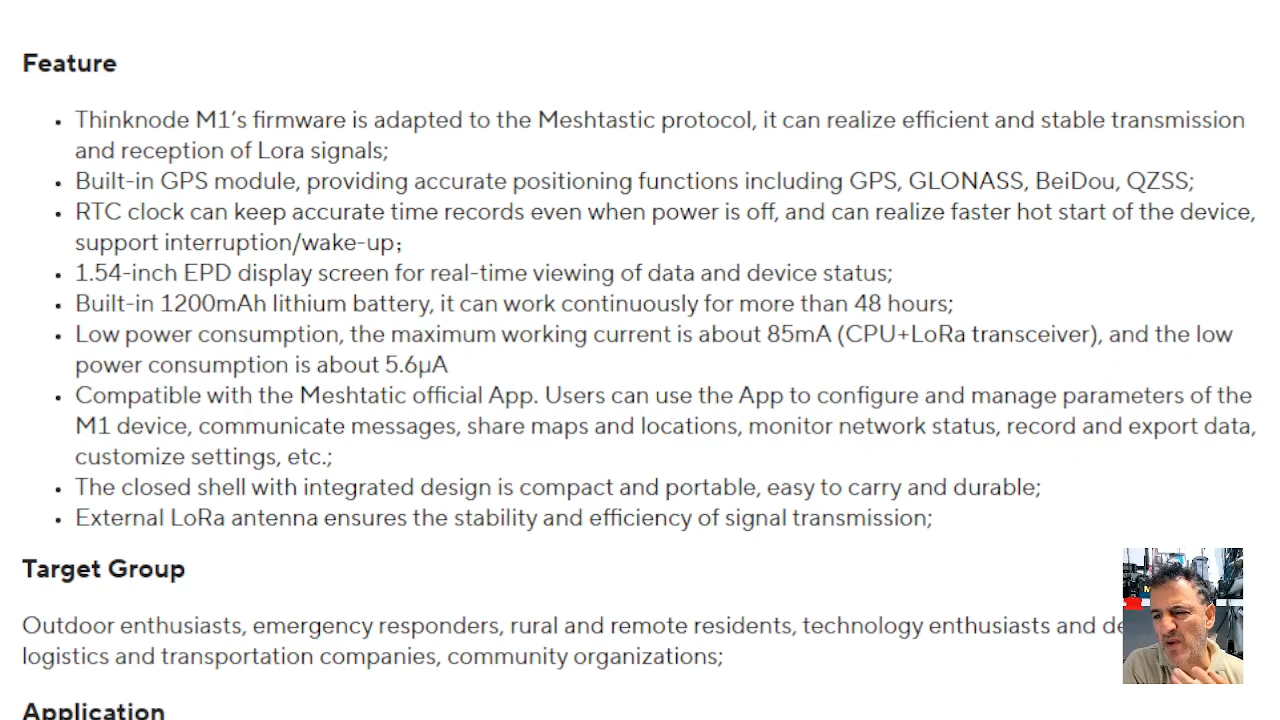 Feature
Thinknode M1's firmware is adapted to the Meshtastic protocol, it can realize efficient and stable transmission
and reception of Lora signals;
Built-in GPS module, providing accurate positioning functions including GPS, GLONASS, BeiDou, QZSS;
RTC clock can keep accurate time records even when power is off, and can realize faster hot start of the device,
support interruption/wake-up；
1.54-inch EPD display screen for real-time viewing of data and device status;
Built-in 1200mAh lithium battery, it can work continuously for more than 48 hours;
Low power consumption, the maximum working current is about 85mA (CPU+LoRa transceiver), and the low
power consumption is about 5.6μA
Compatible with the Meshtatic official App. Users can use the App to configure and manage parameters of the
M1 device, communicate messages, share maps and locations, monitor network status, record and export data,
customize settings, etc.;
The closed shell with integrated design is compact and portable, easy to carry and durable;
External LoRa antenna ensures the stability and efficiency of signal transmission;
Target Group
Outdoor enthusiasts, emergency responders, rural and remote residents, technology enthusiasts and
logistics and transportation companies, community organizations;
Application